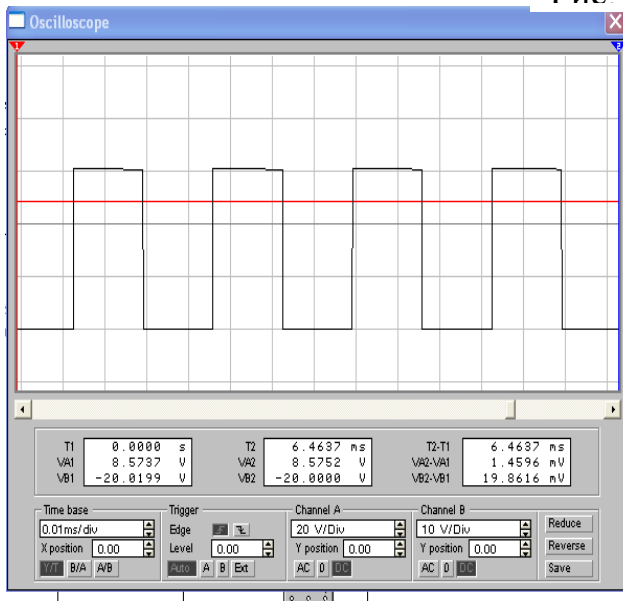 Рис.
Oscilloscope
1
2
T1 0.0000 s T2 6.4637 ms T2-T1 6.4637 ms
VA1 8.5737 V VA2 8.5752 V VA2-VA1 1.4596 mV
VB1 -20.0199 V VB2 -20.0000 V VB2-VB1 19.8616 mV
Time base Trigger Channel A Channel B
0.01ms/div Edge 20 V/Div 10 V/Div Reduce
X position 0.00 Level 0.00 Y position 0.00 Y position 0.00 Reverse
Y/T B/A A/B Auto A B Ext AC 0 DC AC 0 DC Save